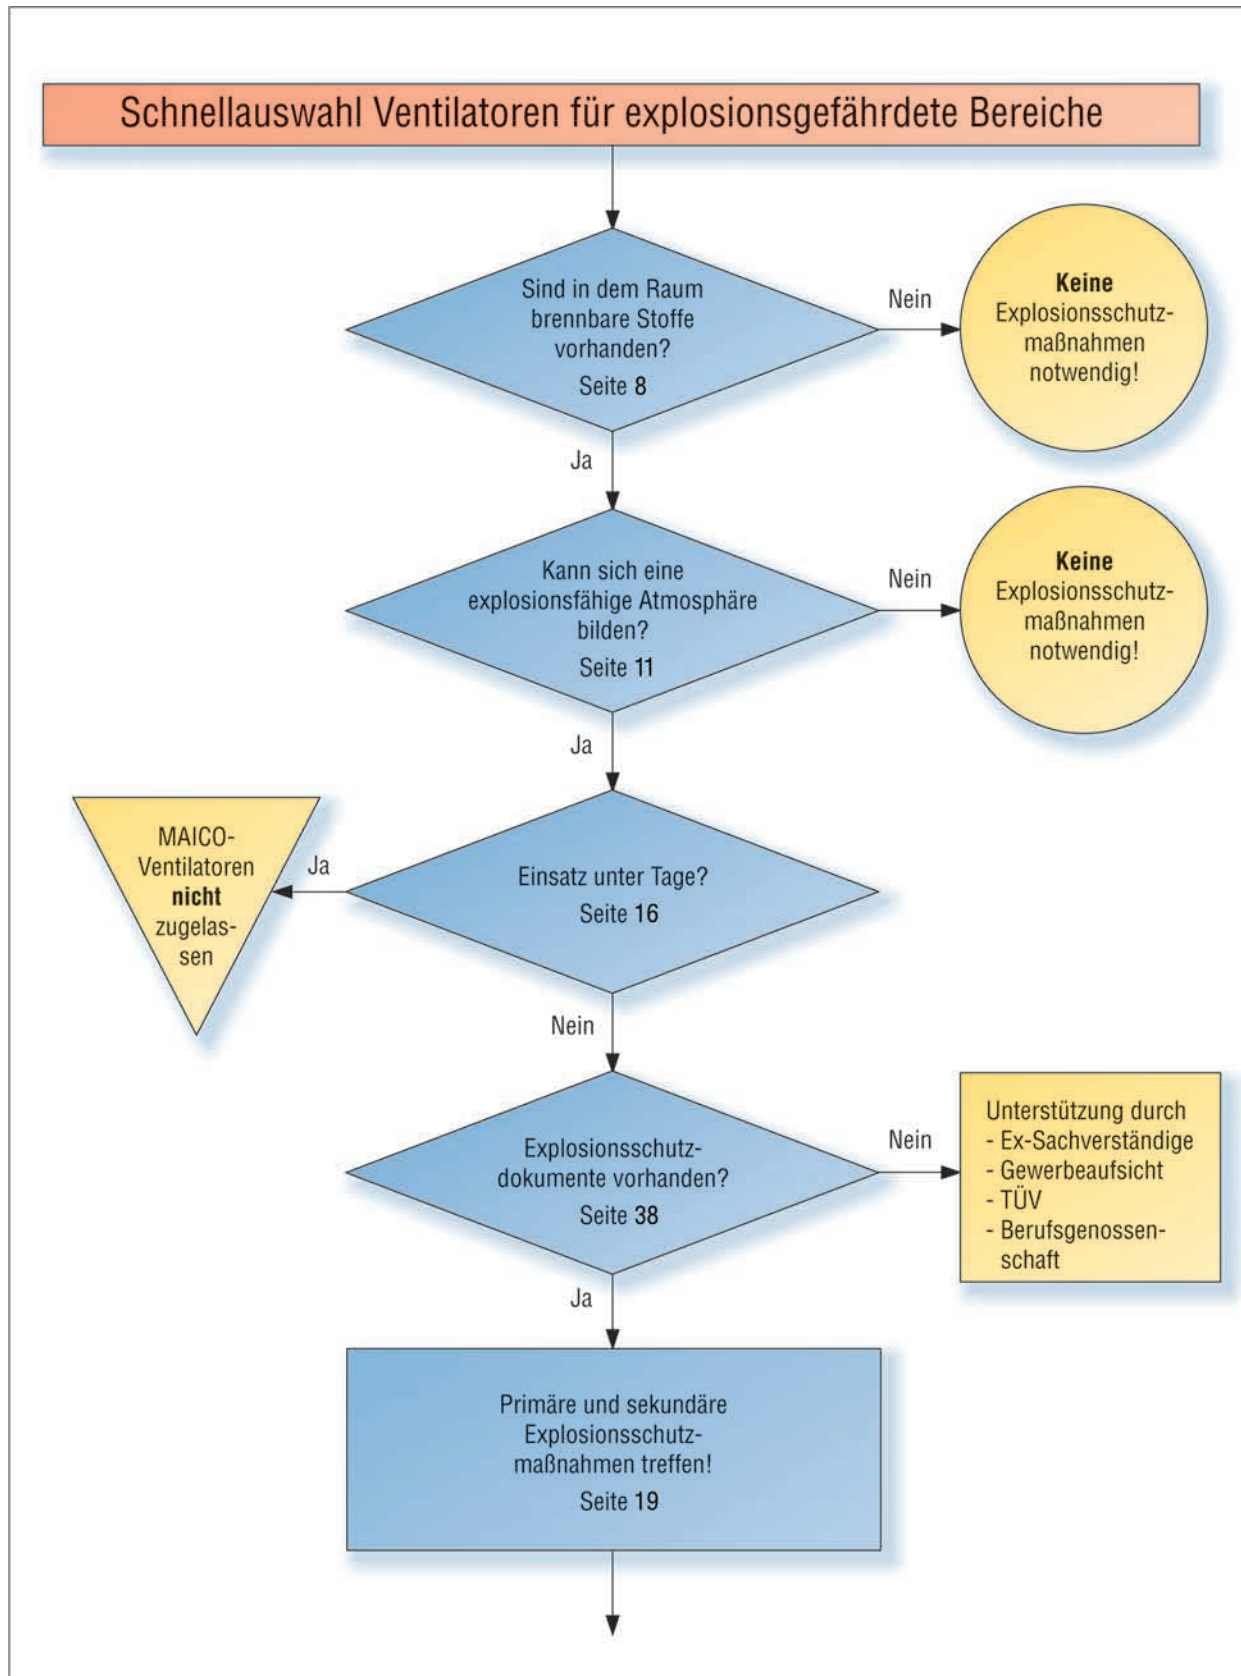 Schnellauswahl Ventilatoren für explosionsgefährdete Bereiche
Sind in dem Raum
brennbare Stoffe
vorhanden?
Seite 8
Nein
Keine
Explosionsschutz-
maßnahmen
notwendig!
Ja
Kann sich eine
explosionsfähige Atmosphäre
bilden?
Seite 11
Nein
Keine
Explosionsschutz-
maßnahmen
notwendig!
Ja
Einsatz unter Tage?
Seite 16
Ja
MAICO-
Ventilatoren
nicht
zugelas-
sen
Nein
Explosionsschutz-
dokumente vorhanden?
Seite 38
Nein
Unterstützung durch
- Ex-Sachverständige
- Gewerbeaufsicht
- TÜV
- Berufsgenossen-
schaft
Ja
Primäre und sekundäre
Explosionsschutz-
maßnahmen treffen!
Seite 19